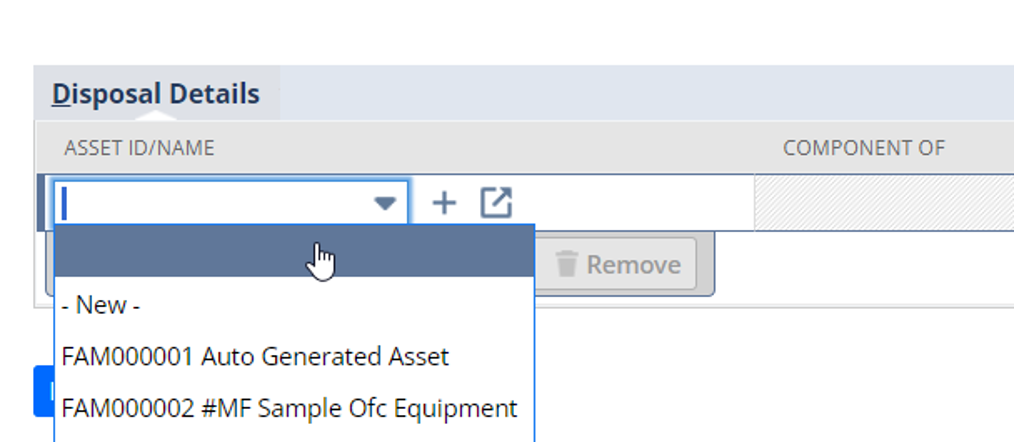 Disposal Details
ASSET ID/NAME COMPONENT OF
Remove
- New -
FAM000001 Auto Generated Asset
FAM000002 #MF Sample Ofc Equipment